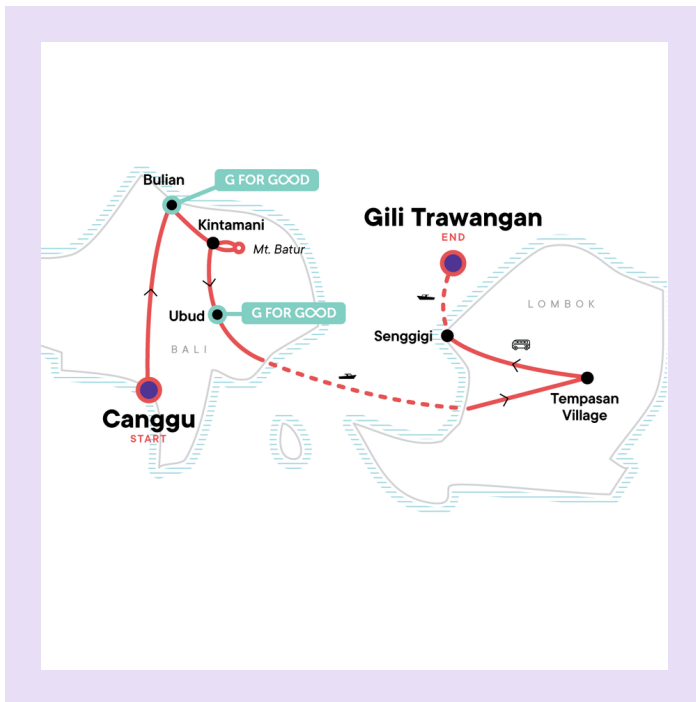 Bulian
G FOR GOOD
Kintamani
Mt. Batur
Gili Trawangan
END
LOMBOK
Ubud
G FOR GOOD
Senggigi
BALI
Tempasan
Village
Canggu
START